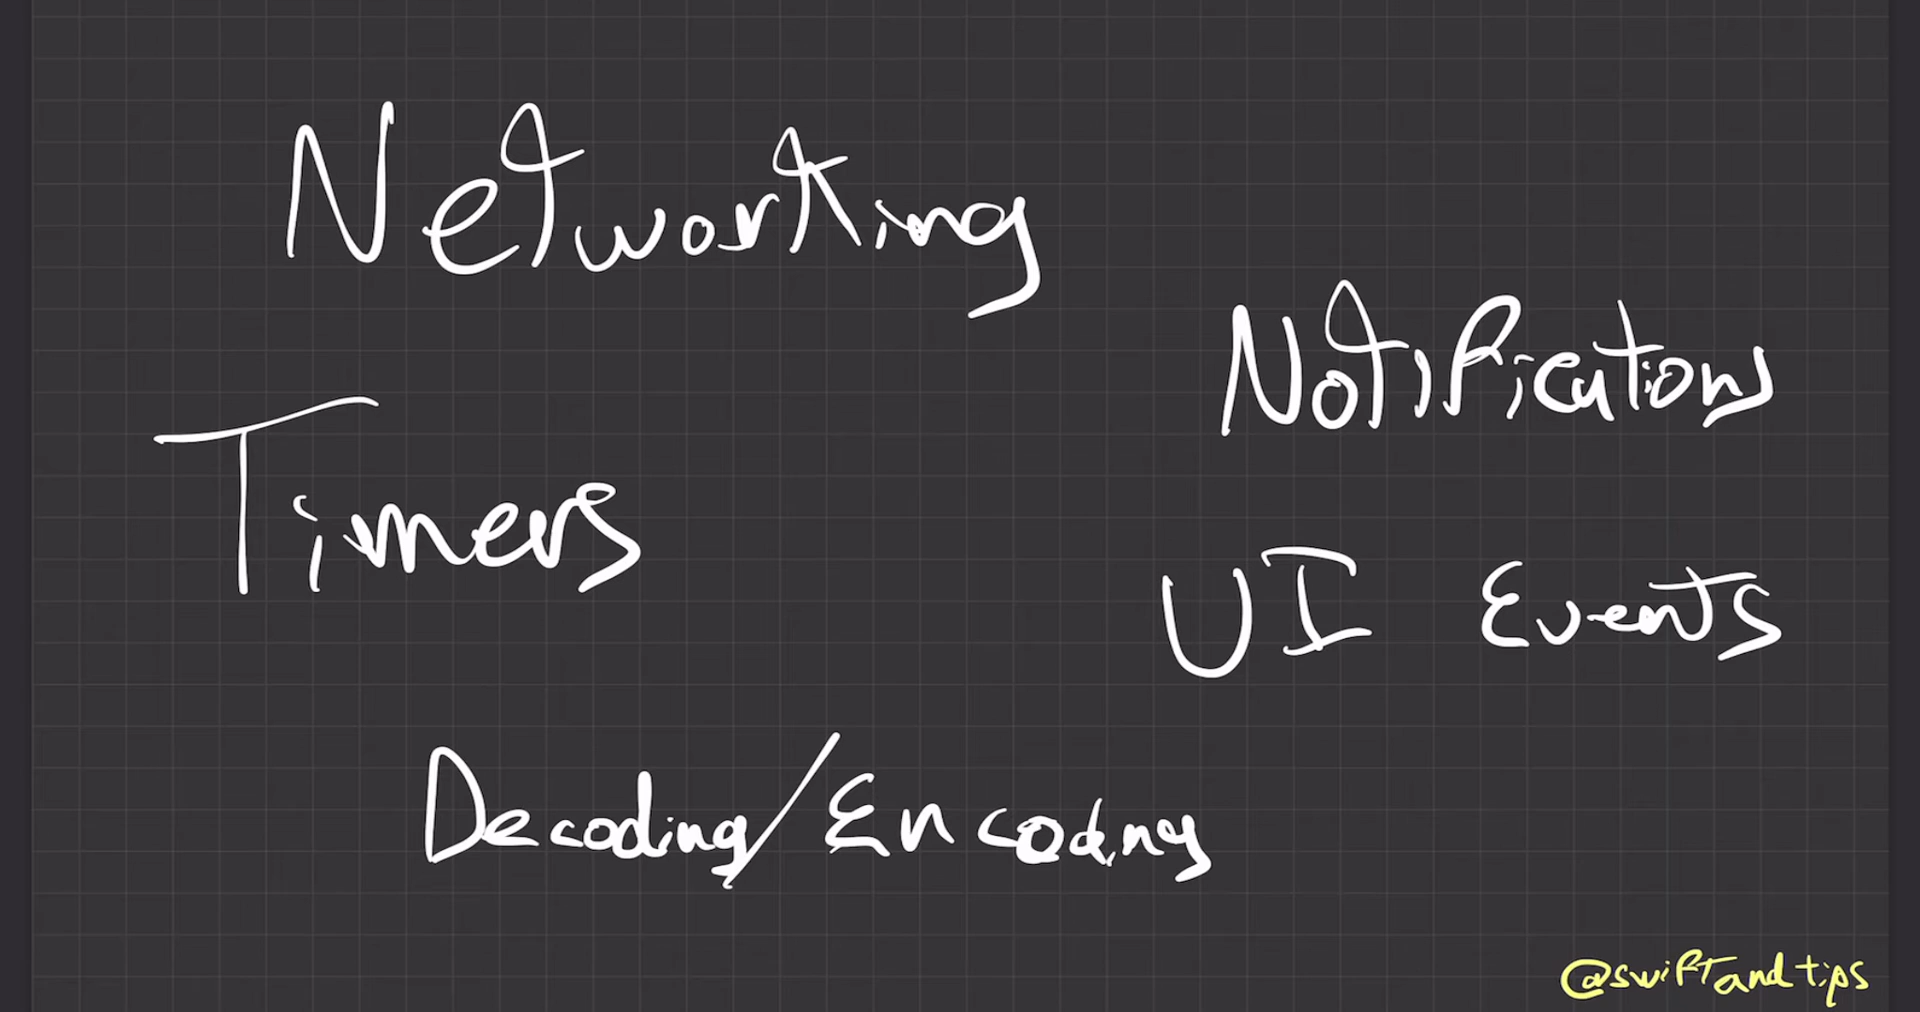 Networking
Notifications
Timers
UI Events
Decoding/Encoding
@swiftandtips